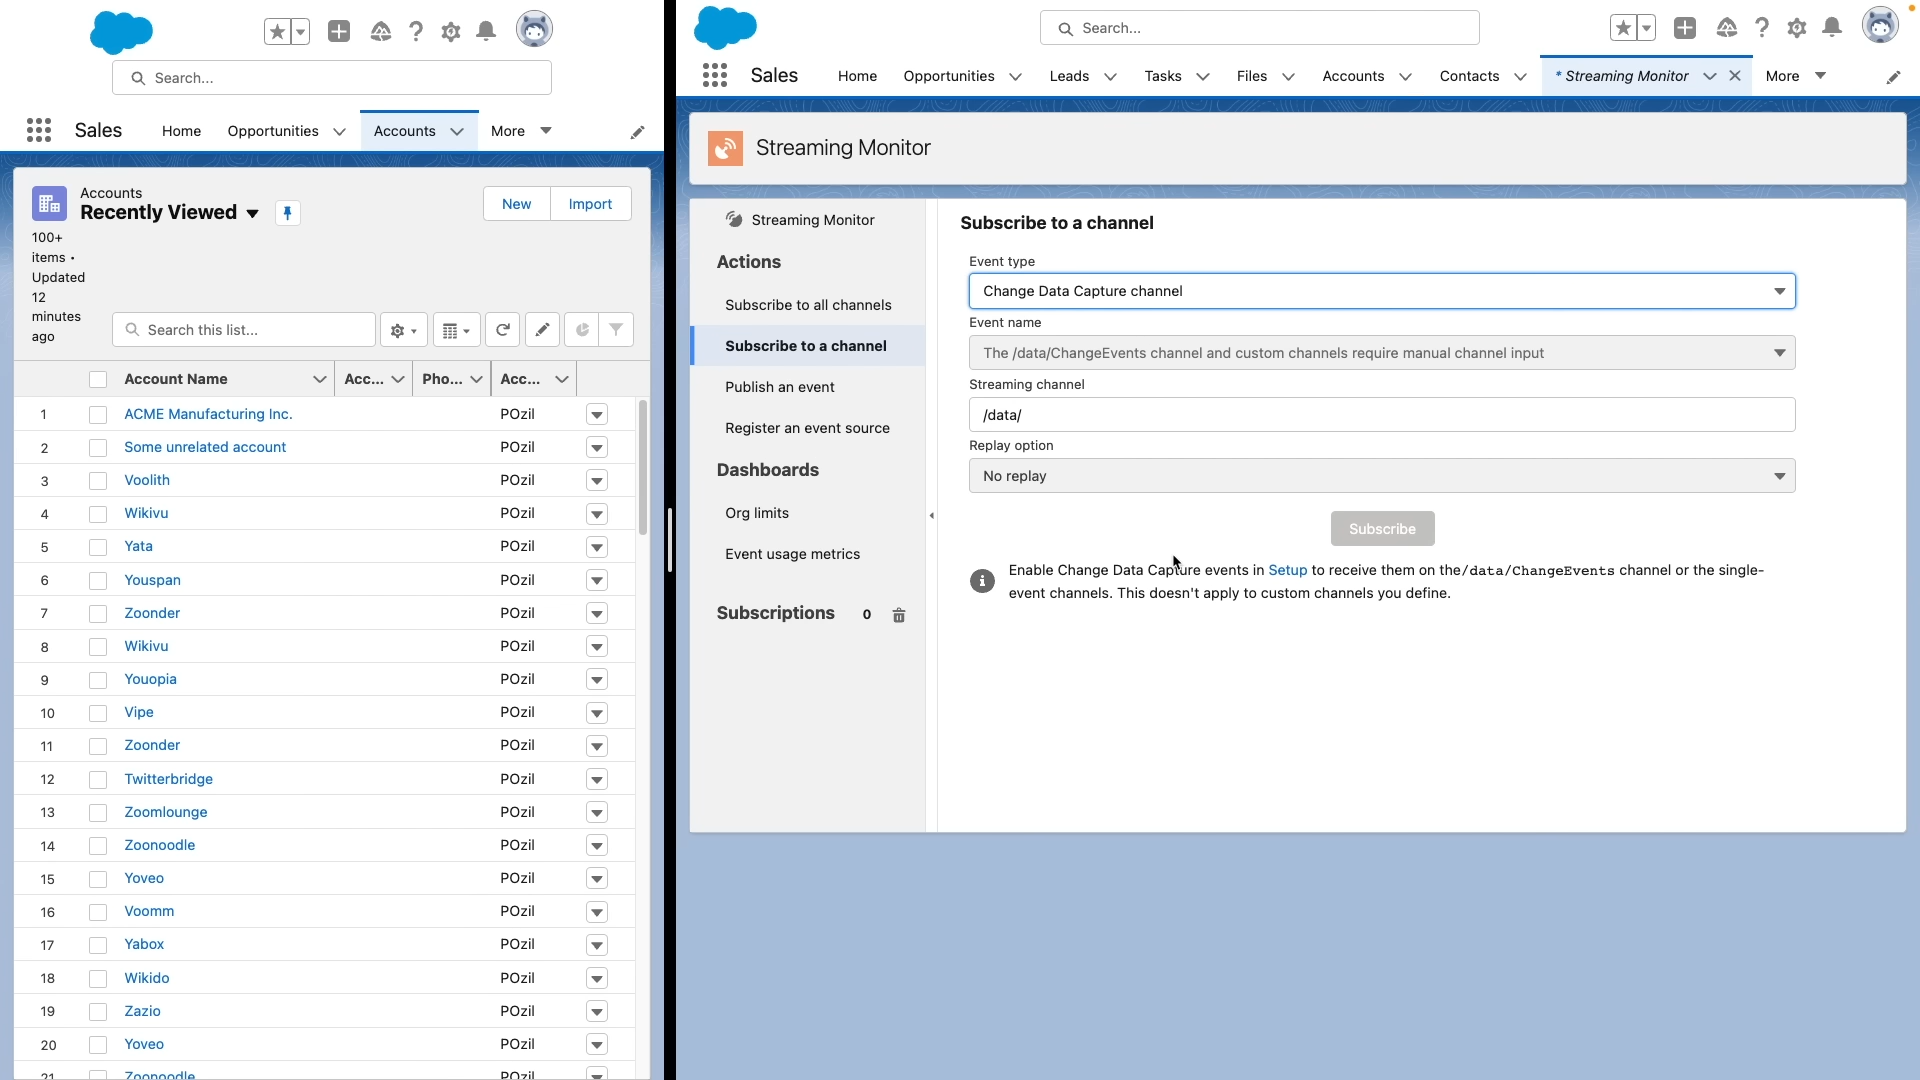 Search...
Sales
Home
Opportunities
Accounts
More
Accounts
Recently Viewed
New
Import
100+
items •
Updated
12
minutes
ago
Search this list...
Account Name
Acc...
Pho...
Acc...
1 ACME Manufacturing Inc. POzil
2 Some unrelated account POzil
3 Voolith POzil
4 Wikivu POzil
5 Yata POzil
6 Youspan POzil
7 Zoonder POzil
8 Wikivu POzil
9 Youopia POzil
10 Vipe POzil
11 Zoonder POzil
12 Twitterbridge POzil
13 Zoomlounge POzil
14 Zoonoodle POzil
15 Yoveo POzil
16 Voomm POzil
17 Yabox POzil
18 Wikido POzil
19 Zazio POzil
20 Yoveo POzil
21 Zoonoodle POzil
Search...
Sales
Home
Opportunities
Leads
Tasks
Files
Accounts
Contacts
* Streaming Monitor
More
Streaming Monitor
Streaming Monitor
Actions
Subscribe to all channels
Subscribe to a channel
Publish an event
Register an event source
Dashboards
Org limits
Event usage metrics
Subscriptions 0
Subscribe to a channel
Event type
Change Data Capture channel
Event name
The /data/ChangeEvents channel and custom channels require manual channel input
Streaming channel
/data/
Replay option
No replay
Subscribe
Enable Change Data Capture events in Setup to receive them on the/data/ChangeEvents channel or the single-
event channels. This doesn't apply to custom channels you define.